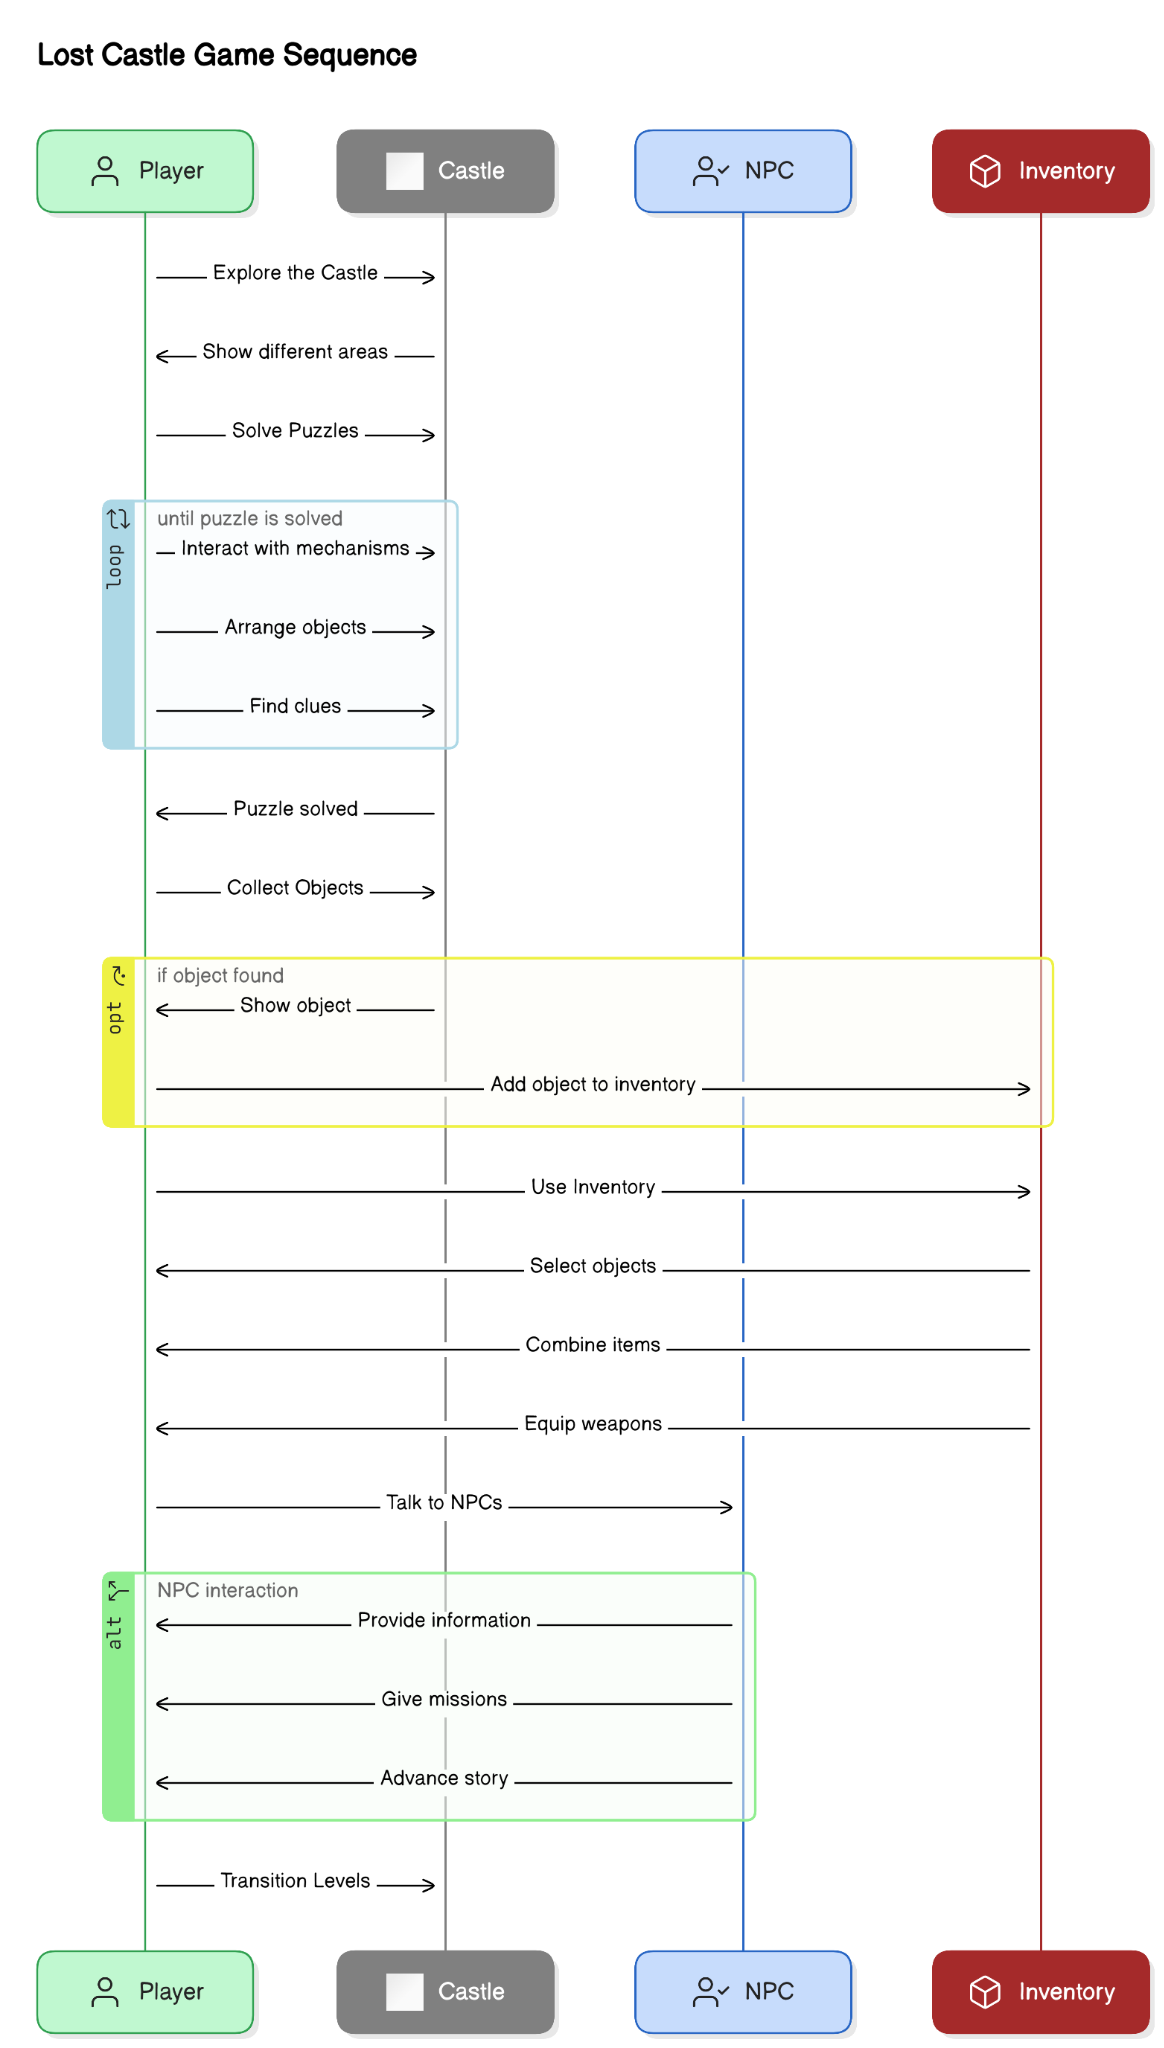 Lost Castle Game Sequence
Player
Castle
NPC
Inventory
Explore the Castle
Show different areas
Solve Puzzles
loop
until puzzle is solved
Interact with mechanisms
Arrange objects
Find clues
Puzzle solved
Collect Objects
opt
if object found
Show object
Add object to inventory
Use Inventory
Select objects
Combine items
Equip weapons
Talk to NPCs
alt
NPC interaction
Provide information
Give missions
Advance story
Transition Levels
Player
Castle
NPC
Inventory